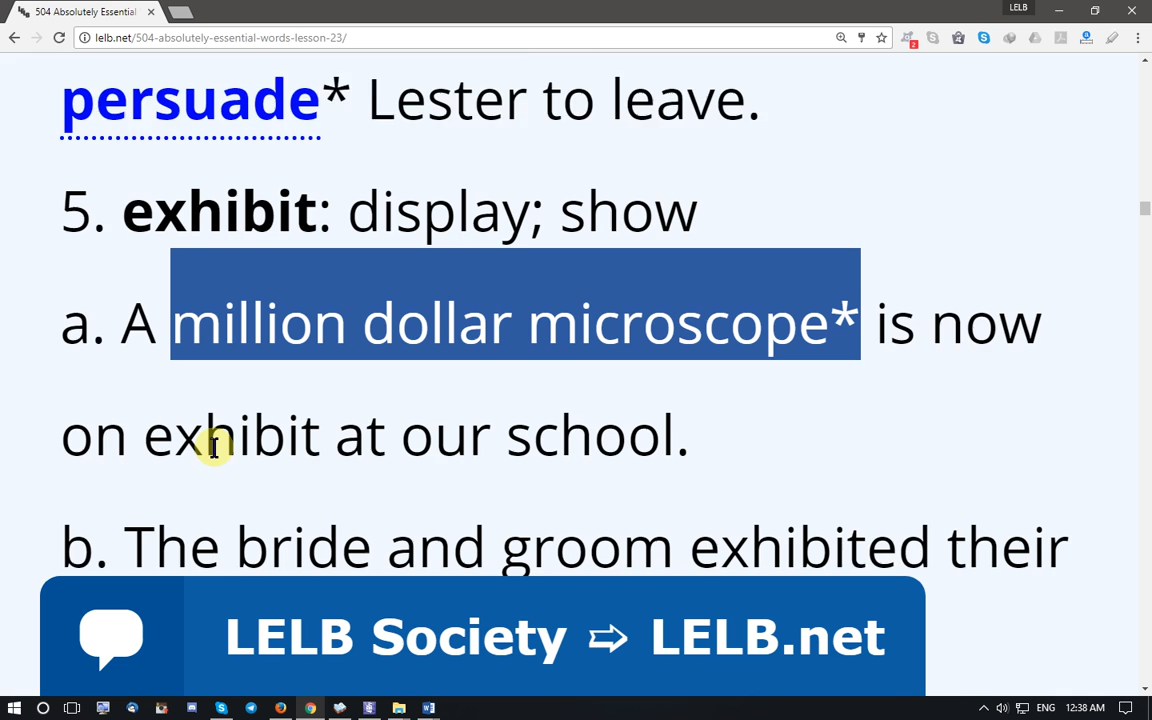 504 Absolutely Essential
LELB
lelb.net/504-absolutely-essential-words-lesson-23/
persuade* Lester to leave.
5. exhibit: display; show
a. A million dollar microscope* is now
on exhibit at our school.
b. The bride and groom exhibited their
LELB Society ⇨ LELB.net
ENG
12:38 AM